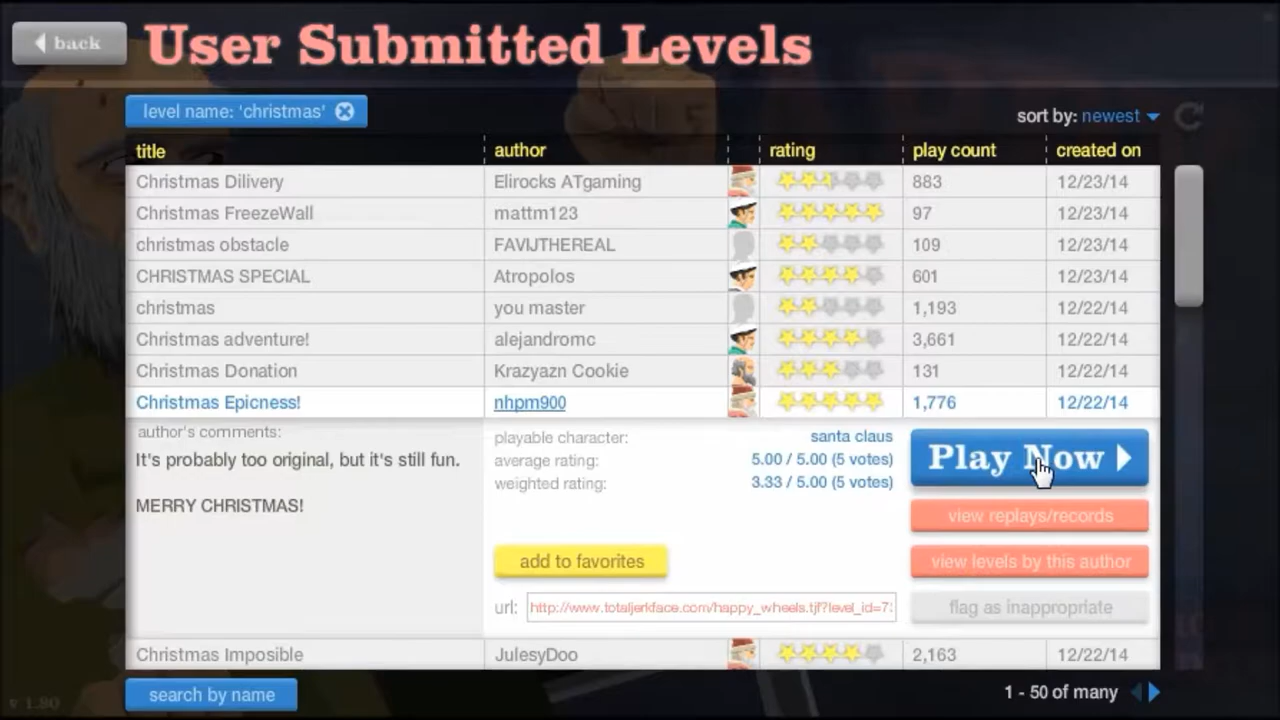 back
User Submitted Levels
level name: 'christmas'
sort by: newest
title author rating play count created on
Christmas Dilivery Elirocks ATgaming 883 12/23/14
Christmas FreezeWall mattm123 97 12/23/14
christmas obstacle FAVIJTHEREAL 109 12/23/14
CHRISTMAS SPECIAL Atropolos 601 12/23/14
christmas you master 1,193 12/22/14
Christmas adventure! alejandromc 3,661 12/22/14
Christmas Donation Krazyazn Cookie 131 12/22/14
Christmas Epicness! nhpm900 1,776 12/22/14
author's comments:
It's probably too original, but it's still fun.
MERRY CHRISTMAS!
playable character: santa claus
average rating: 5.00 / 5.00 (5 votes)
weighted rating: 3.33 / 5.00 (5 votes)
add to favorites
url: http://www.totaljerkface.com/happy_wheels.tjf?level_id=7
Play Now
view replays/records
view levels by this author
flag as inappropriate
Christmas Imposible JulesyDoo 2,163 12/22/14
search by name
1 - 50 of many
v 1.80